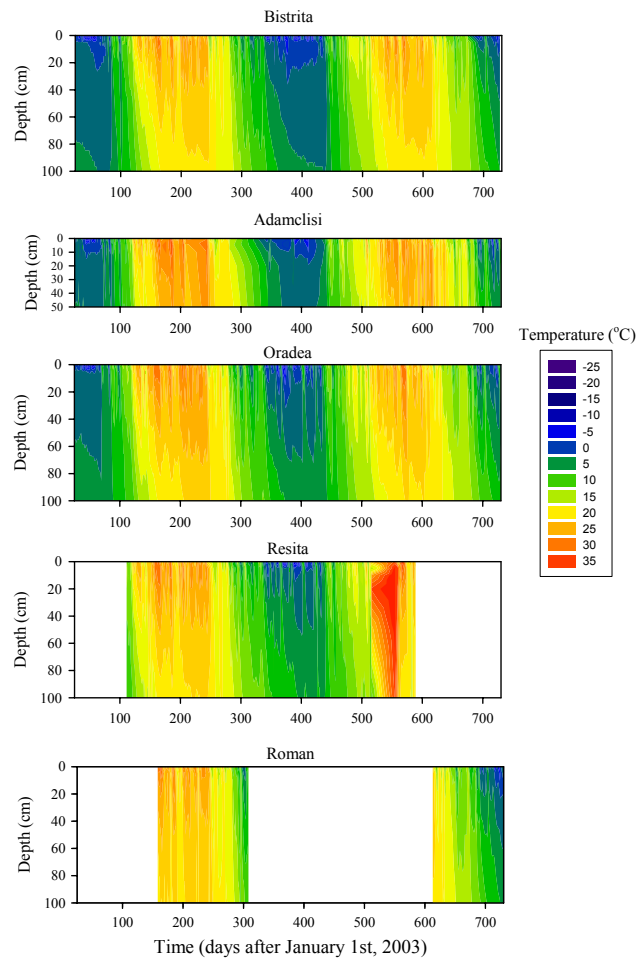 Bistrita
Depth (cm)
0
20
40
60
80
100
100 200 300 400 500 600 700
Adamclisi
Depth (cm)
0
10
20
30
40
50
100 200 300 400 500 600 700
Oradea
Depth (cm)
0
20
40
60
80
100
100 200 300 400 500 600 700
Resita
Depth (cm)
0
20
40
60
80
100
100 200 300 400 500 600 700
Roman
Depth (cm)
0
20
40
60
80
100
100 200 300 400 500 600 700
Time (days after January 1st, 2003)
Temperature (°C)
-25
-20
-15
-10
-5
0
5
10
15
20
25
30
35